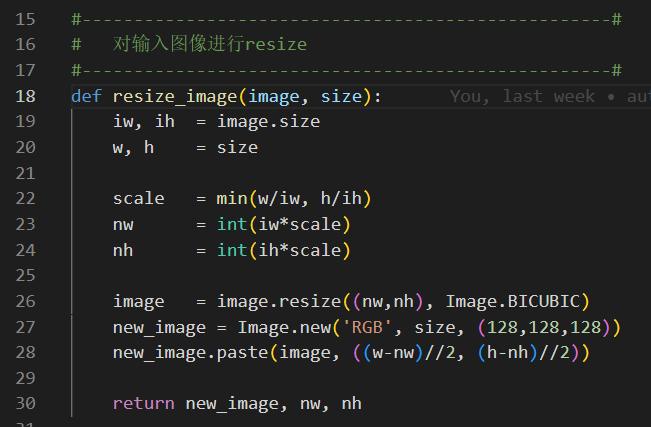 15 #---------------------------------------------------#
16 #   对输入图像进行resize
17 #---------------------------------------------------#
18 def resize_image(image, size):      You, last week • aut
19     iw, ih  = image.size
20     w, h    = size
21
22     scale   = min(w/iw, h/ih)
23     nw      = int(iw*scale)
24     nh      = int(ih*scale)
25
26     image   = image.resize((nw,nh), Image.BICUBIC)
27     new_image = Image.new('RGB', size, (128,128,128))
28     new_image.paste(image, ((w-nw)//2, (h-nh)//2))
29
30     return new_image, nw, nh